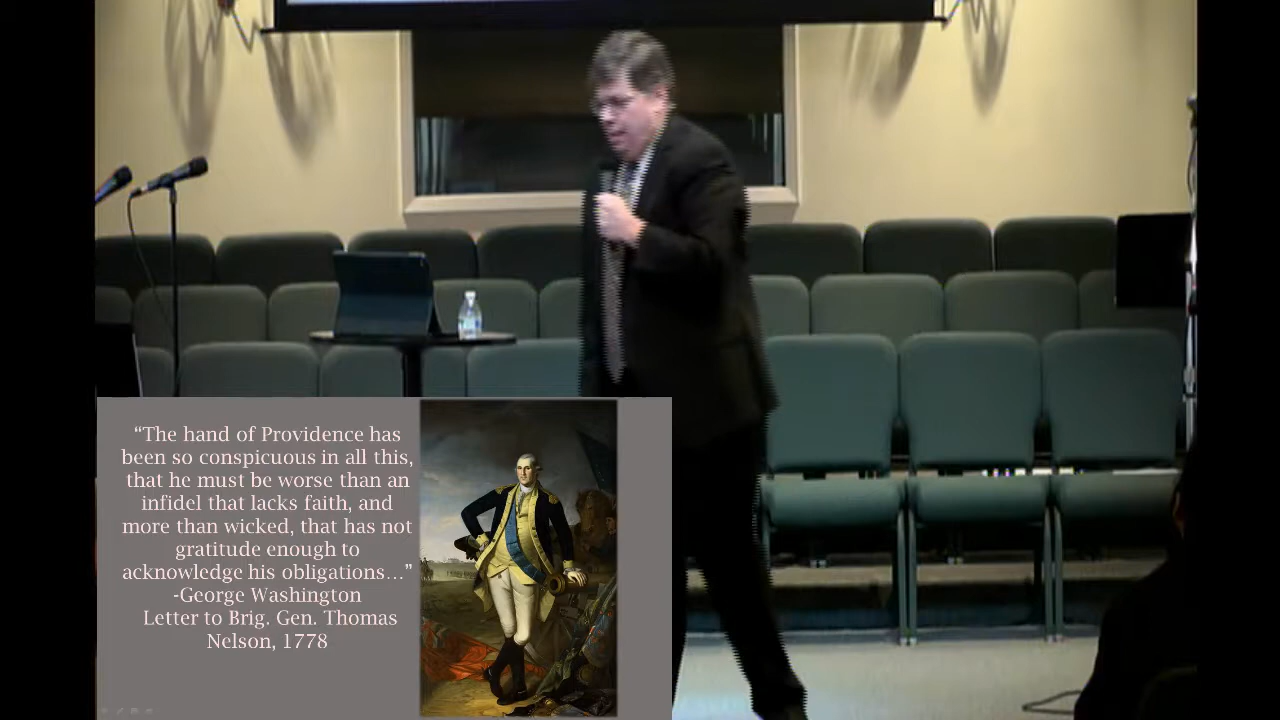 “The hand of Providence has
been so conspicuous in all this,
that he must be worse than an
infidel that lacks faith, and
more than wicked, that has not
gratitude enough to
acknowledge his obligations…”
-George Washington
Letter to Brig. Gen. Thomas
Nelson, 1778